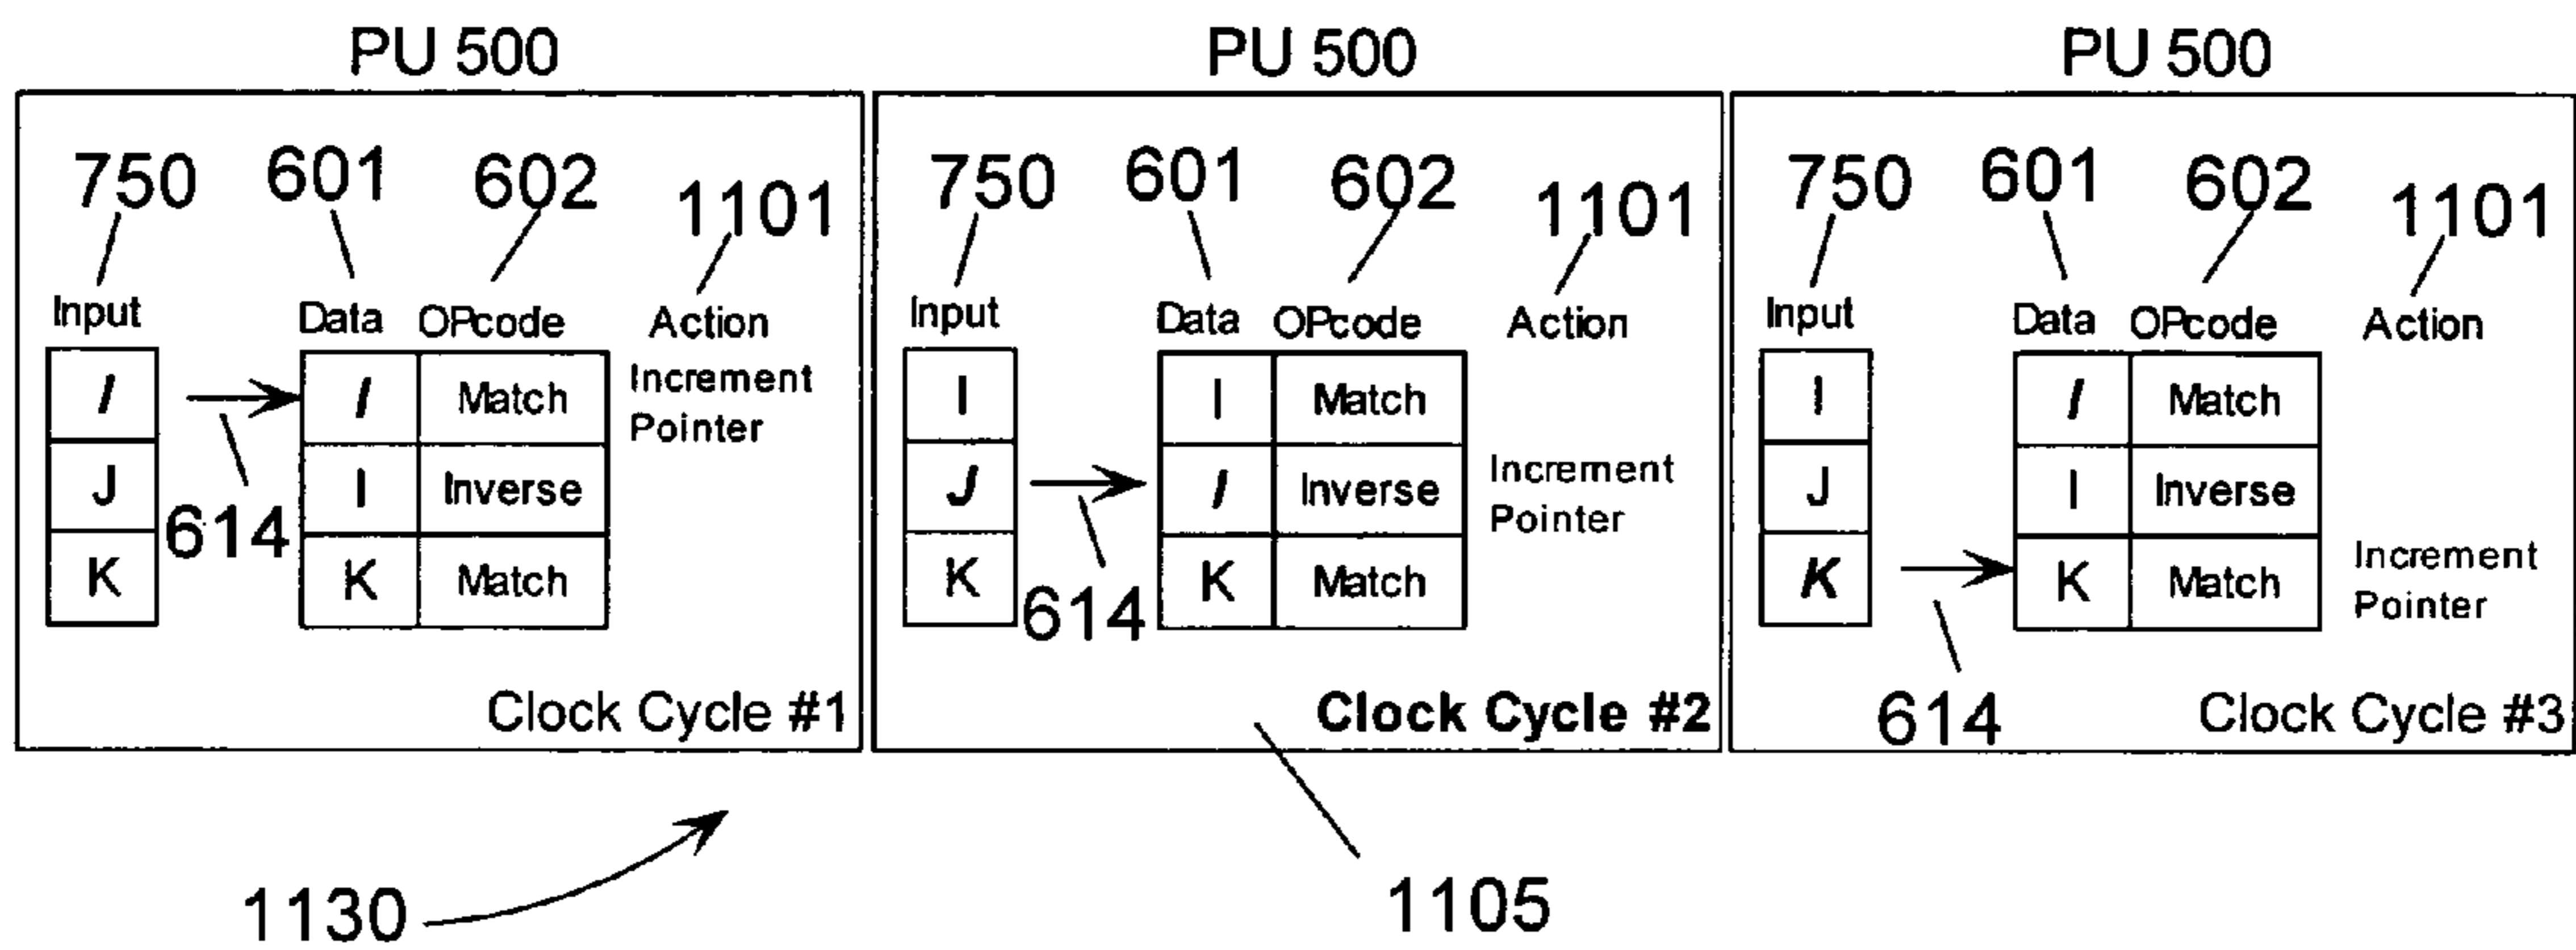 PU 500
750 601 602 1101
Input Data OPcode Action
I I Match Increment
Pointer
J I Inverse
614
K K Match
Clock Cycle #1
PU 500
750 601 602 1101
Input Data OPcode Action
I I Match
J I Inverse Increment
Pointer
K K Match
614
Clock Cycle #2
PU 500
750 601 602 1101
Input Data OPcode Action
I I Match
J I Inverse
K K Match Increment
Pointer
614
Clock Cycle #3
1130
1105